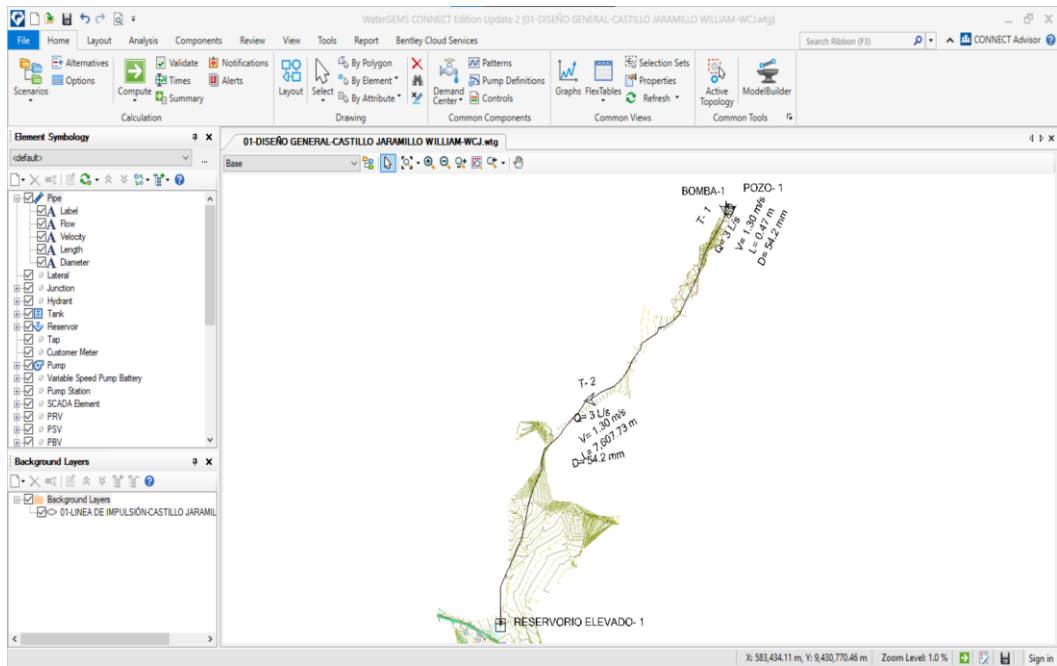 WaterGEMS CONNECT Edition Update 2 [01-DISEÑO GENERAL-CASTILLO JARAMILLO WILLIAM-WCJ.wtg]
File Home Layout Analysis Components Review View Tools Report Bentley Cloud Services Search Ribbon (F3) CONNECT Advisor
Scenarios
Alternatives
Options
Compute
Validate
Times
Summary
Notifications
Alerts
Calculation
Layout
Select
By Polygon
By Element
By Attribute
Drawing
Demand Center
Patterns
Pump Definitions
Controls
Common Components
Graphs
FlexTables
Selection Sets
Properties
Refresh
Common Views
Active Topology
ModelBuilder
Common Tools
Element Symbology
<default>
...
Pipe
Label
Flow
Velocity
Length
Diameter
Lateral
Junction
Hydrant
Tank
Reservoir
Tap
Customer Meter
Pump
Variable Speed Pump Battery
Pump Station
SCADA Element
PRV
PSV
PBV
Background Layers
Background Layers
01-LINEA DE IMPULSIÓN-CASTILLO JARAMIL
01-DISEÑO GENERAL-CASTILLO JARAMILLO WILLIAM-WCJ.wtg
Base
BOMBA-1
POZO- 1
T- 1
Q= 3 L/s
V= 1.30 m/s
L= 0.47 m
D= 54.2 mm
T- 2
Q= 3 L/s
V= 1.30 m/s
L= 7,607.73 m
D= 54.2 mm
RESERVORIO ELEVADO- 1
X: 583,434.11 m, Y: 9,430,770.46 m Zoom Level: 1.0 % Sign in